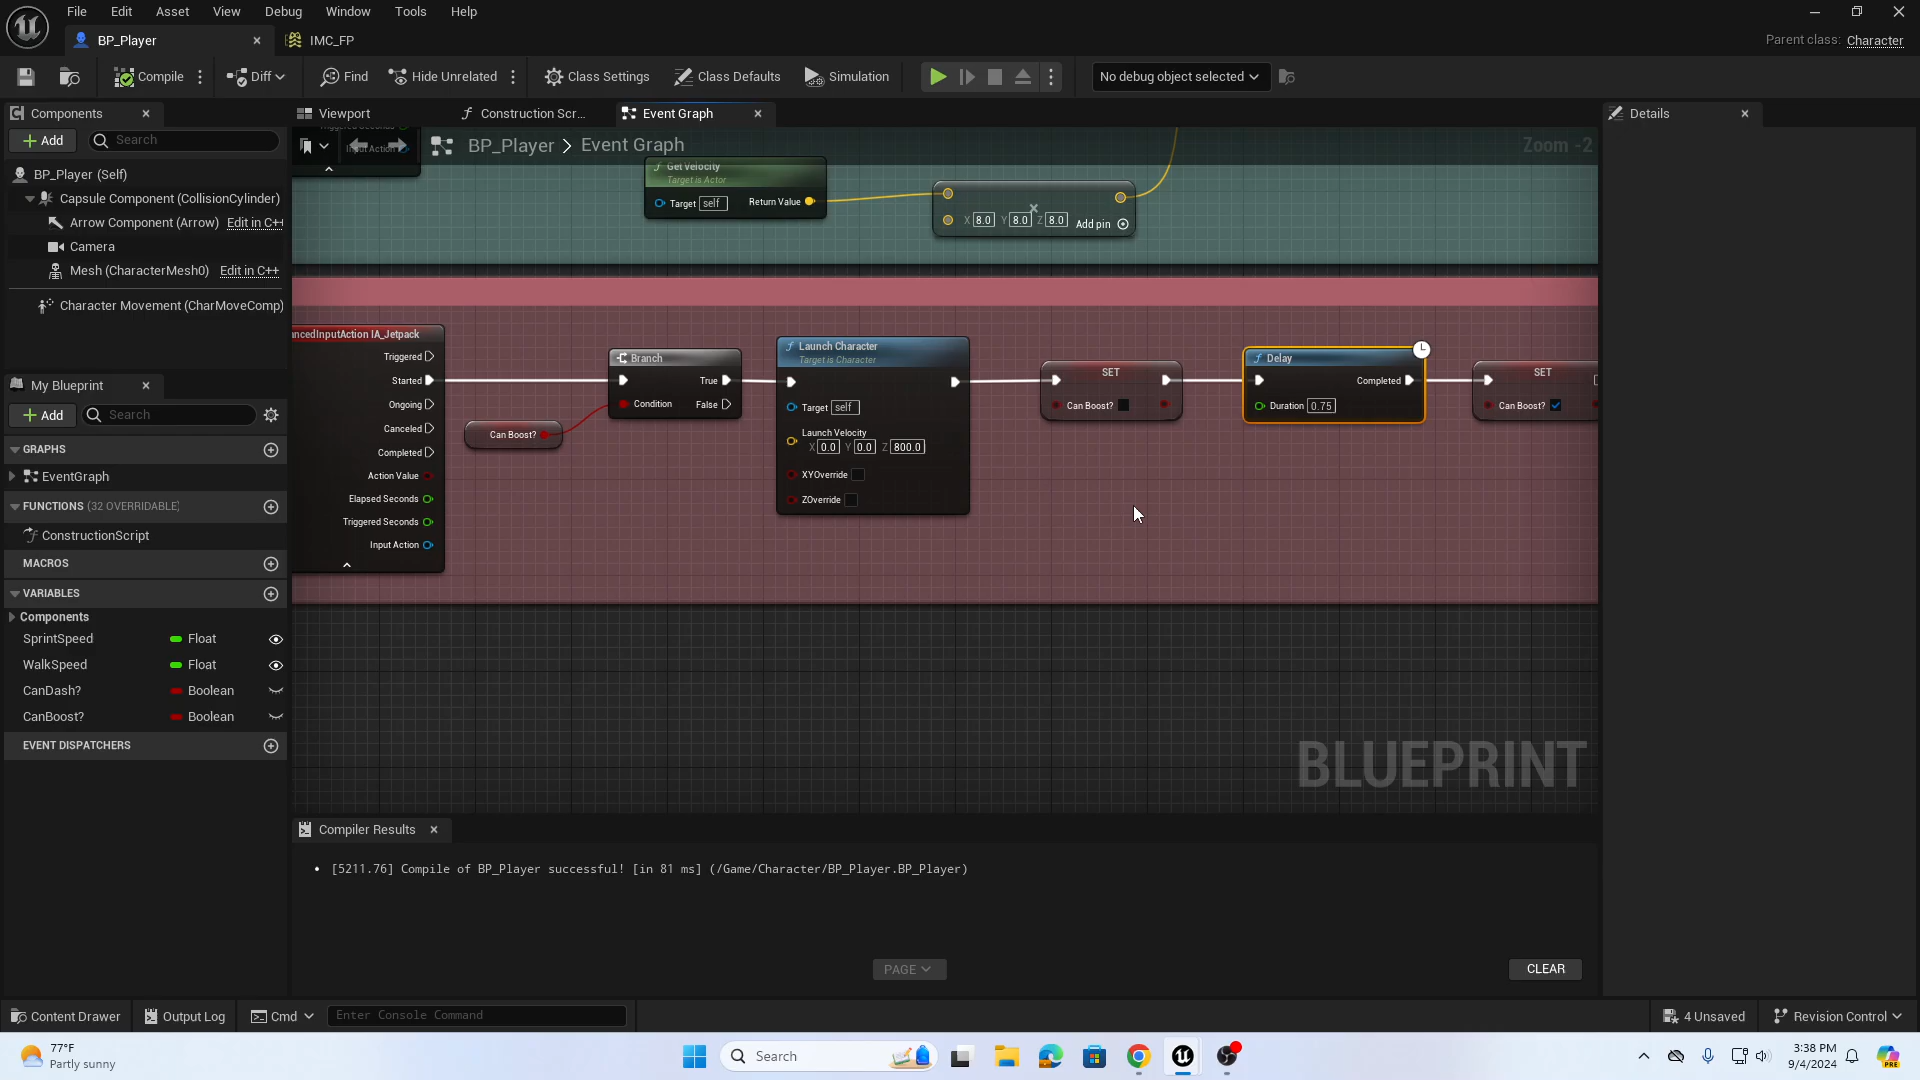 File Edit Asset View Debug Window Tools Help
BP_Player
IMC_FP
Parent class: Character
Compile
Diff
Find
Hide Unrelated
Class Settings
Class Defaults
Simulation
No debug object selected
Components
Viewport
Construction Scr...
Event Graph
Details
Add
Search
BP_Player > Event Graph
Zoom -2
BP_Player (Self)
Capsule Component (CollisionCylinder)
Arrow Component (Arrow) Edit in C++
Camera
Mesh (CharacterMesh0) Edit in C++
Character Movement (CharMoveComp)
Get Velocity
Target is Actor
Target self
Return Value
X 8.0 Y 8.0 Z 8.0
Add pin
ncedInputAction IA_Jetpack
Triggered
Started
Ongoing
Canceled
Completed
Action Value
Elapsed Seconds
Triggered Seconds
Input Action
Can Boost?
Branch
True
Condition
False
Launch Character
Target is Character
Target self
Launch Velocity
X 0.0 Y 0.0 Z 800.0
XYOverride
ZOverride
SET
Can Boost?
Delay
Completed
Duration 0.75
SET
Can Boost?
My Blueprint
Add
Search
GRAPHS
EventGraph
FUNCTIONS (32 OVERRIDABLE)
ConstructionScript
MACROS
VARIABLES
Components
SprintSpeed Float
WalkSpeed Float
CanDash? Boolean
CanBoost? Boolean
EVENT DISPATCHERS
BLUEPRINT
Compiler Results
[5211.76] Compile of BP_Player successful! [in 81 ms] (/Game/Character/BP_Player.BP_Player)
PAGE
CLEAR
Content Drawer
Output Log
Cmd
Enter Console Command
4 Unsaved
Revision Control
77°F
Partly sunny
Search
3:38 PM
9/4/2024
PRE